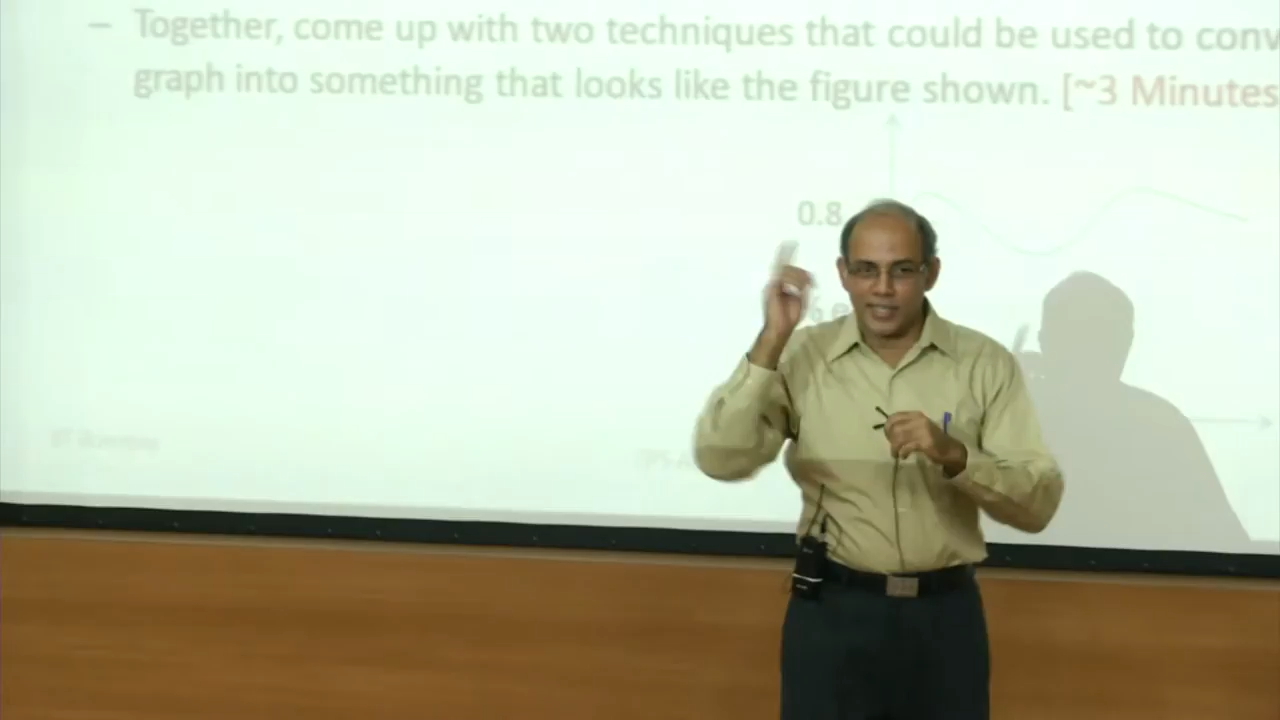 – Together, come up with two techniques that could be used to conv
graph into something that looks like the figure shown. [~3 Minutes
0.8